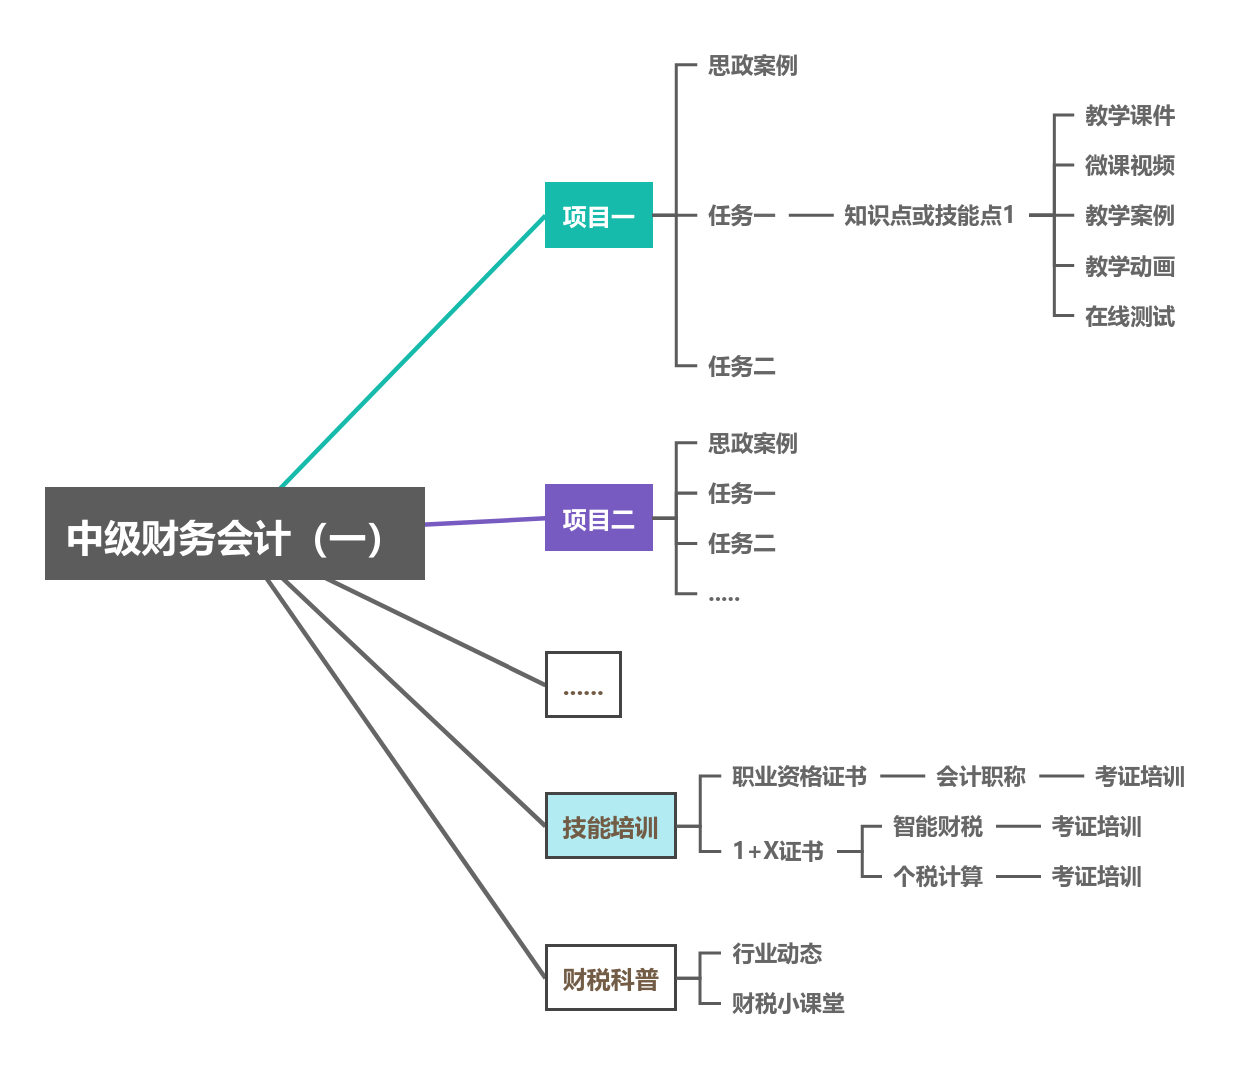 中级财务会计（一）
项目一
思政案例
任务一
知识点或技能点1
教学课件
微课视频
教学案例
教学动画
在线测试
任务二
项目二
思政案例
任务一
任务二
.....
......
技能培训
职业资格证书
会计职称
考证培训
1+X证书
智能财税
考证培训
个税计算
考证培训
财税科普
行业动态
财税小课堂